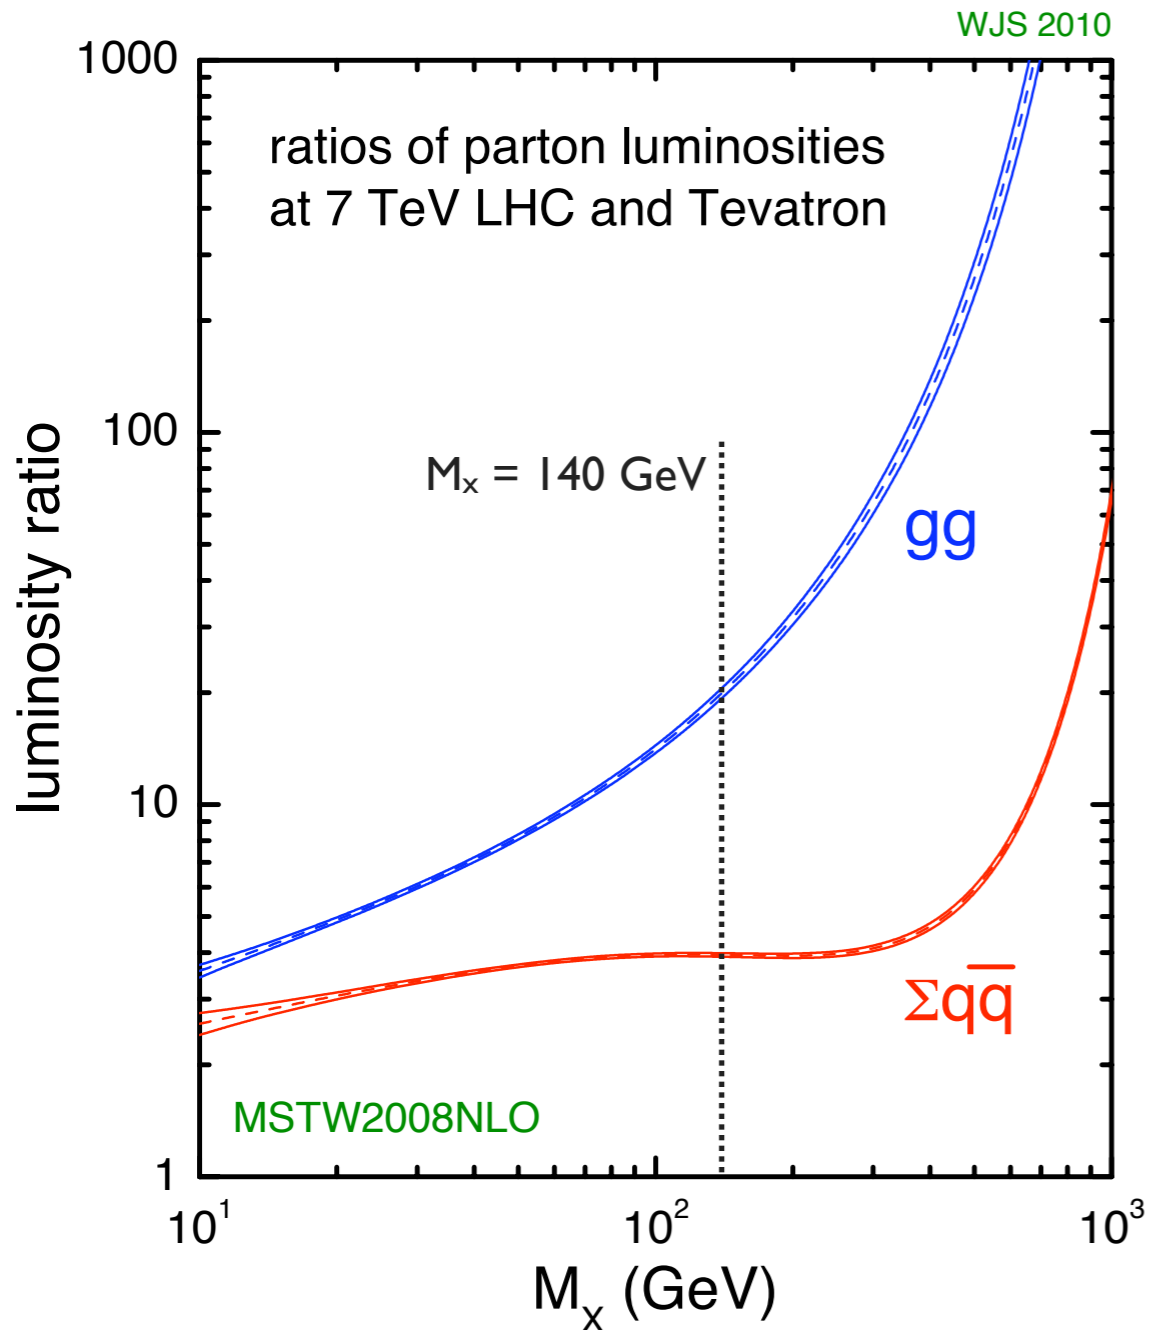 WJS 2010
1000
ratios of parton luminosities
at 7 TeV LHC and Tevatron
100
Mₓ = 140 GeV
gg
luminosity ratio
10
Σqq̅
MSTW2008NLO
1
10¹
10²
10³
Mₓ (GeV)